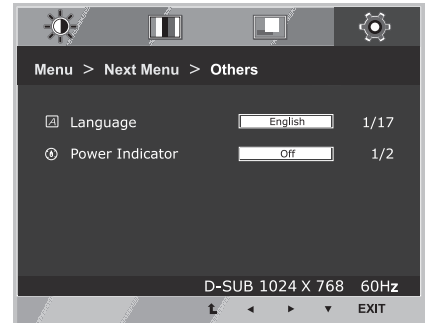 Menu > Next Menu > Others
Language English 1/17
Power Indicator Off 1/2
D-SUB 1024 X 768 60Hz
EXIT